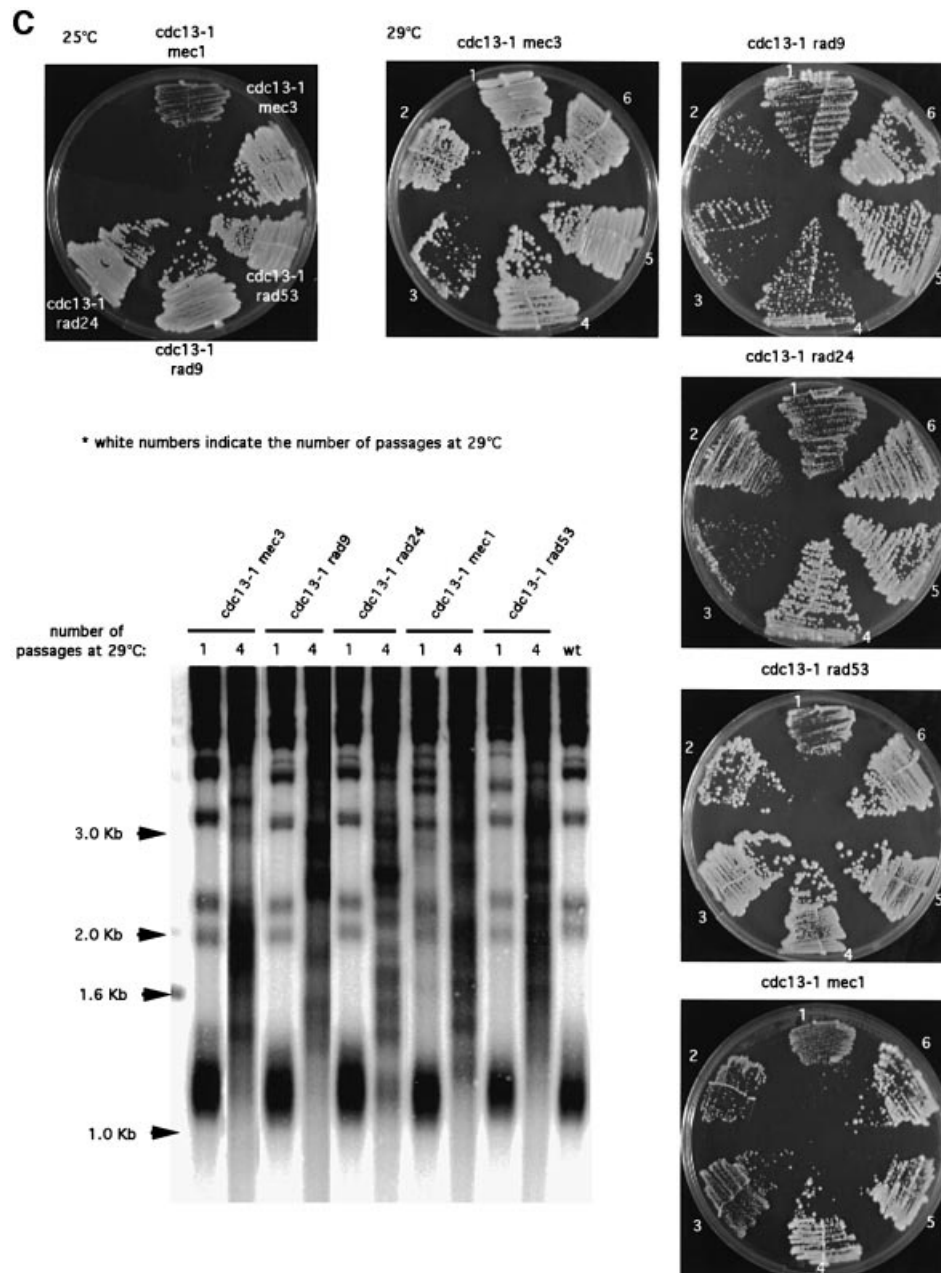 C
25°C
cdc13-1
mec1
cdc13-1
mec3
cdc13-1
rad53
cdc13-1
rad24
cdc13-1
rad9
29°C
cdc13-1 mec3
1
2
6
3
5
4
cdc13-1 rad9
1
2
6
3
5
4
cdc13-1 rad24
1
2
6
3
5
4
cdc13-1 rad53
1
2
6
3
5
4
cdc13-1 mec1
1
2
6
3
5
4
* white numbers indicate the number of passages at 29°C
cdc13-1 mec3
cdc13-1 rad9
cdc13-1 rad24
cdc13-1 mec1
cdc13-1 rad53
number of
passages at 29°C:
1 4 1 4 1 4 1 4 1 4 wt
3.0 Kb
2.0 Kb
1.6 Kb
1.0 Kb